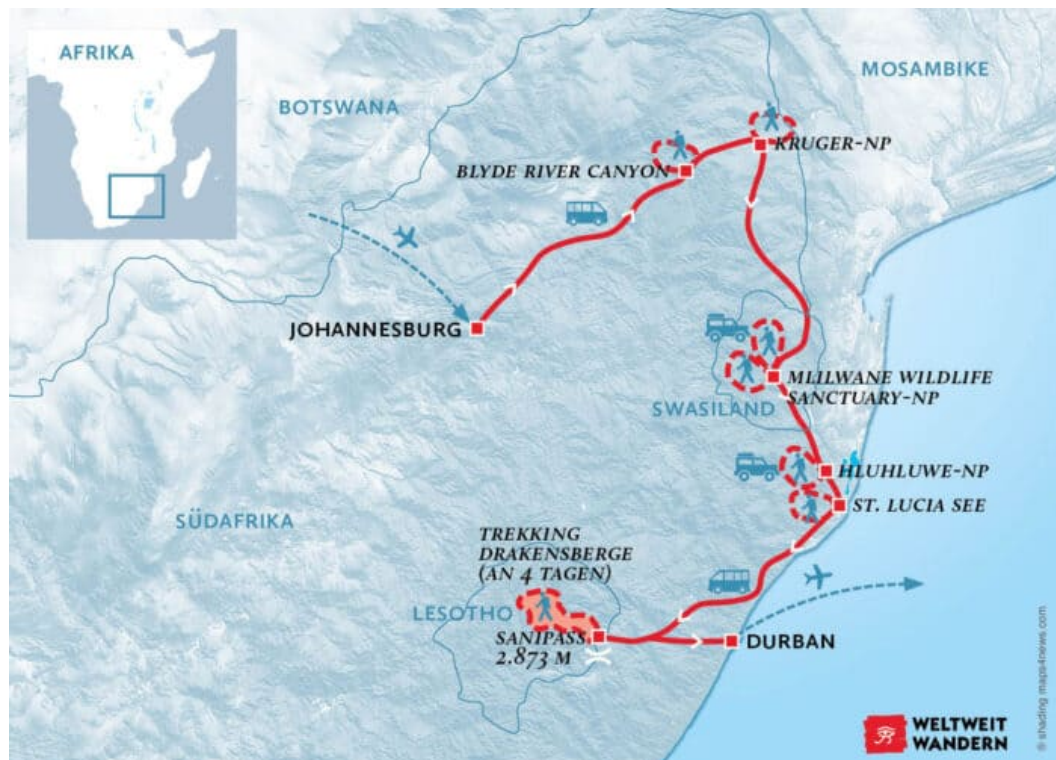 AFRIKA
MOSAMBIKE
BOTSWANA
KRUGER-NP
BLYDE RIVER CANYON
JOHANNESBURG
MLILWANE WILDLIFE
SANCTUARY-NP
SWASILAND
HLUHLUWE-NP
ST. LUCIA SEE
SÜDAFRIKA
TREKKING
DRAKENSBERGE
(AN 4 TAGEN)
LESOTHO
SANIPASS
2.873 M
DURBAN
WELTWEIT
WANDERN
© shading maps4news.com